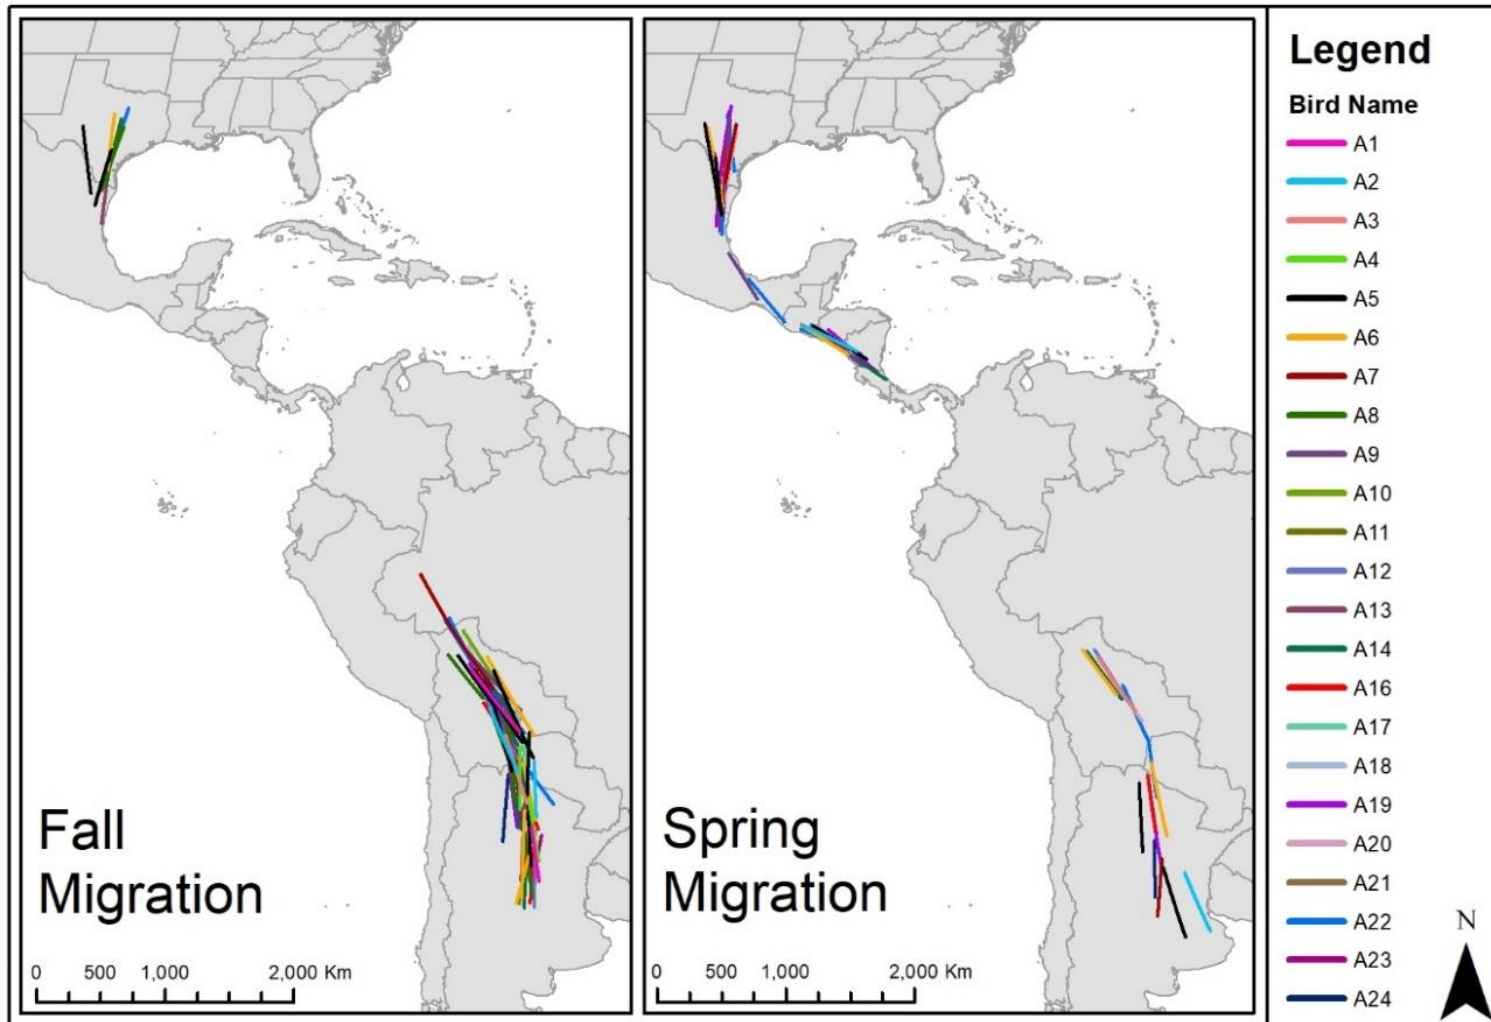 Fall
Migration
0 500 1,000 2,000 Km
Spring
Migration
0 500 1,000 2,000 Km
Legend
Bird Name
A1
A2
A3
A4
A5
A6
A7
A8
A9
A10
A11
A12
A13
A14
A16
A17
A18
A19
A20
A21
A22
A23
A24
N